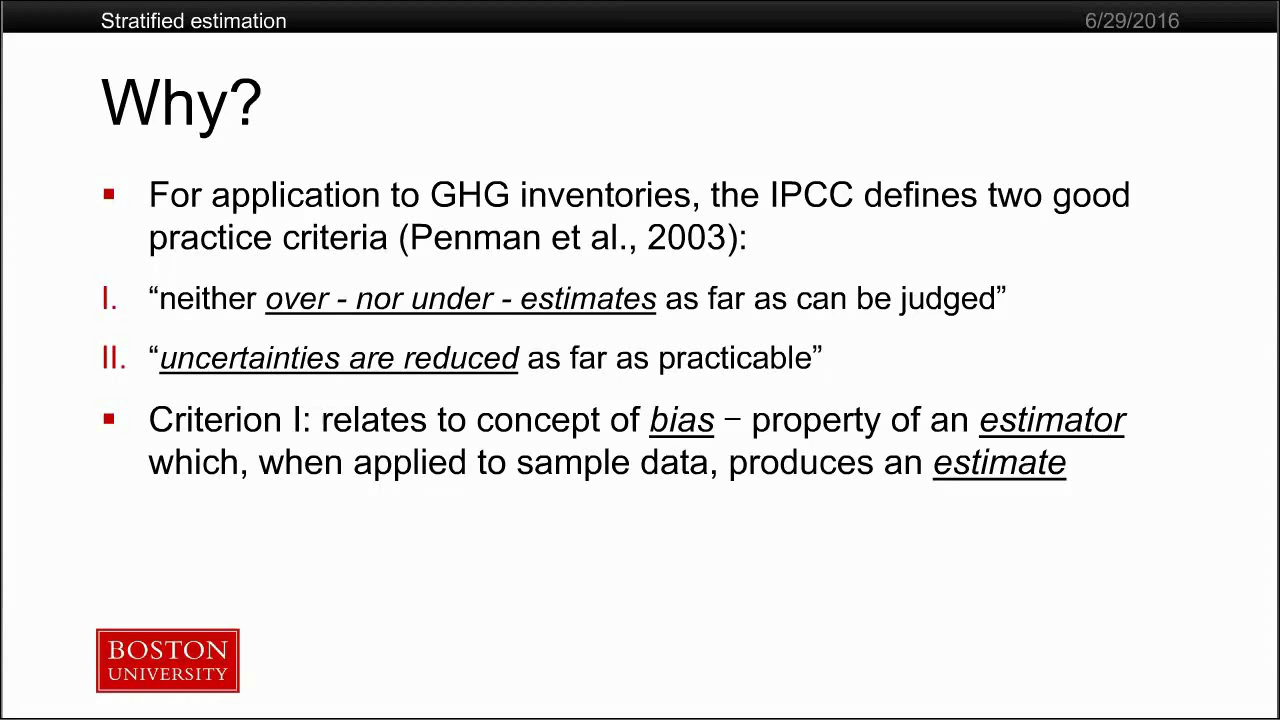 Stratified estimation
6/29/2016
Why?
▪ For application to GHG inventories, the IPCC defines two good
practice criteria (Penman et al., 2003):
I. “neither over - nor under - estimates as far as can be judged”
II. “uncertainties are reduced as far as practicable”
▪ Criterion I: relates to concept of bias − property of an estimator
which, when applied to sample data, produces an estimate
BOSTON
UNIVERSITY